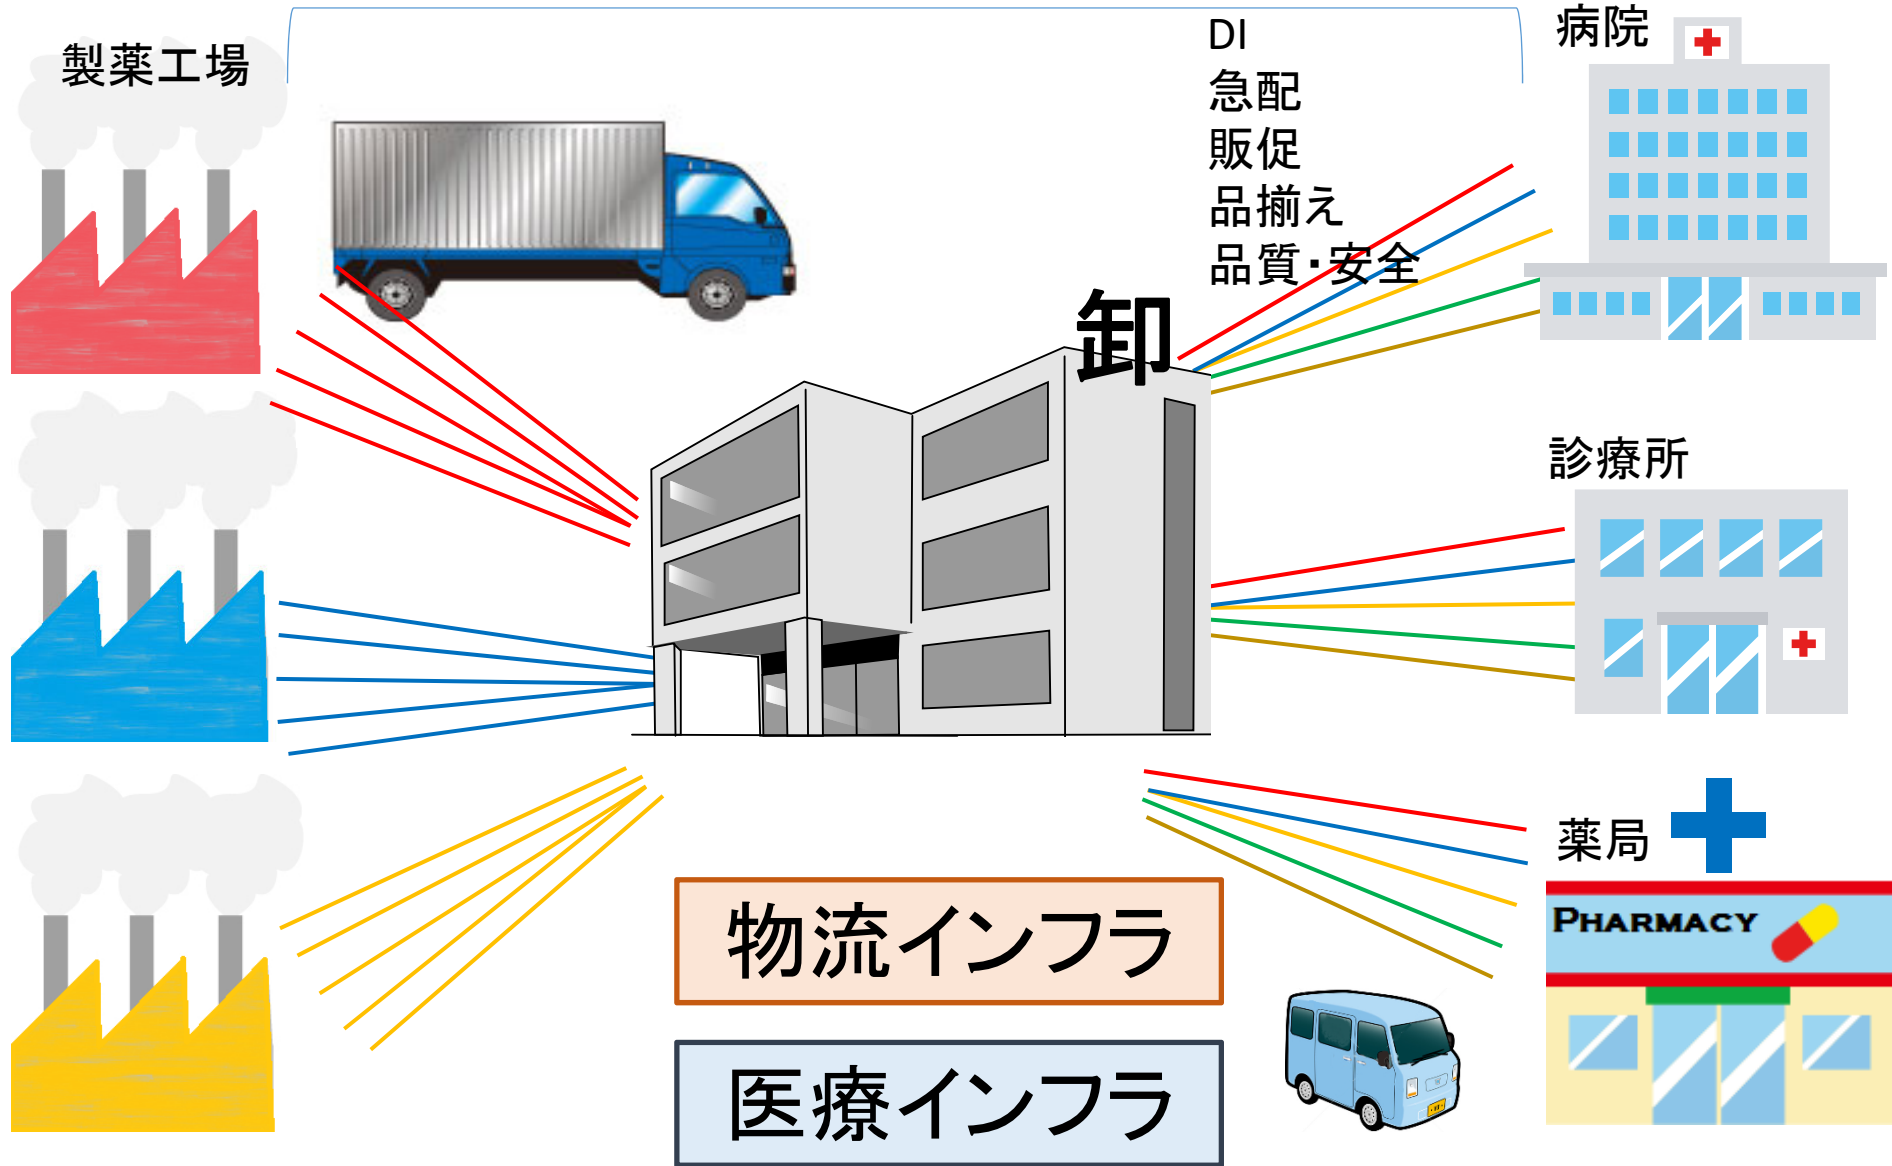 製薬工場
DI
急配
販促
品揃え
品質・安全
卸
病院
診療所
薬局
PHARMACY
物流インフラ
医療インフラ